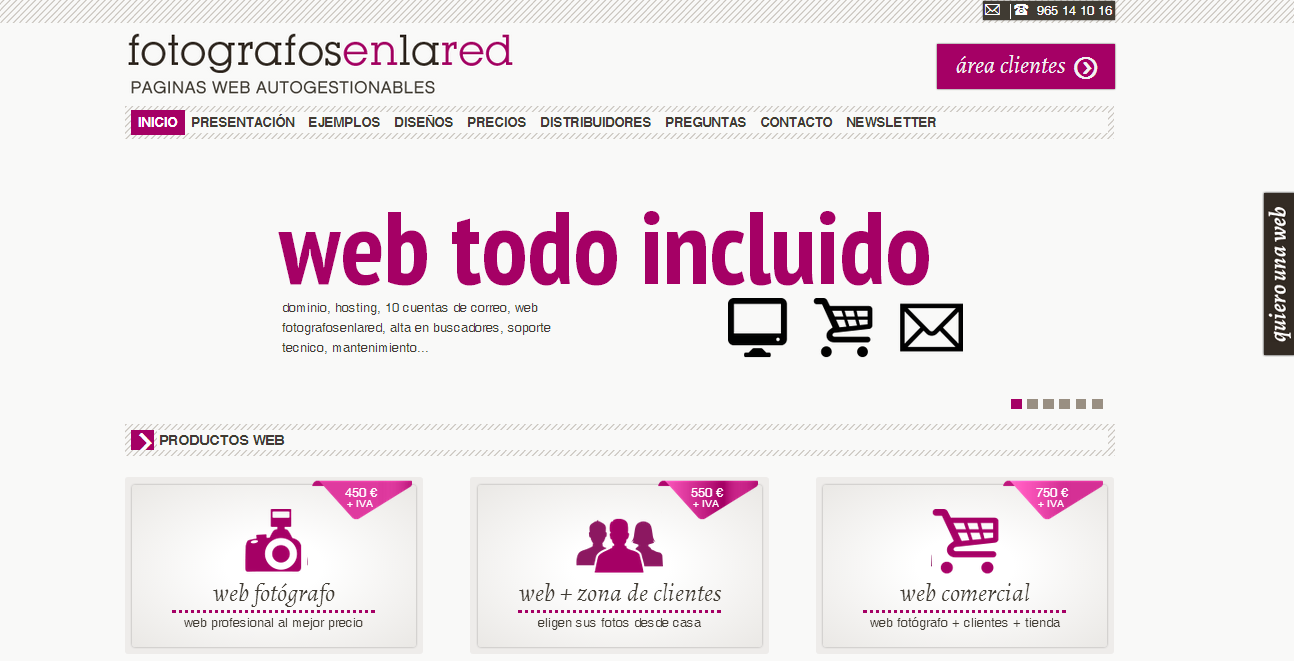 965 14 10 16
fotografosenlared
PAGINAS WEB AUTOGESTIONABLES
área clientes
INICIO PRESENTACIÓN EJEMPLOS DISEÑOS PRECIOS DISTRIBUIDORES PREGUNTAS CONTACTO NEWSLETTER
web todo incluido
dominio, hosting, 10 cuentas de correo, web
fotografosenlared, alta en buscadores, soporte
tecnico, mantenimiento...
quiero una web
PRODUCTOS WEB
450 €
+ IVA
web fotógrafo
web profesional al mejor precio
550 €
+ IVA
web + zona de clientes
eligen sus fotos desde casa
750 €
+ IVA
web comercial
web fotógrafo + clientes + tienda